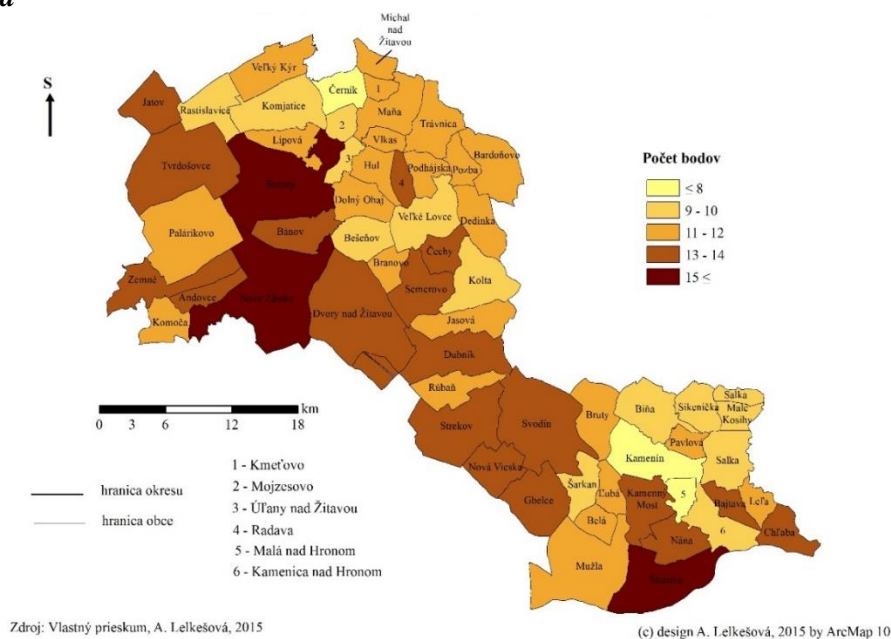 a
Michal
nad
Žitavou
S
Veľký Kýr
Černík
1
Jatov
Rastislavice
Komjatice
Maňa
2
Trávnica
Lipová
Vlkas
3
Bardoňovo
Tvrdošovce
Hul
Podhájska
Pozba
4
Šurany
Dolný Ohaj
Veľké Lovce
Dedinka
Palárikovo
Bánov
Bešeňov
Čechy
Branovo
Kolta
Zemné
Semerovo
Andovce
Nové Zámky
Dvory nad Žitavou
Komoča
Jasová
Dubník
Rúbaň
Strekov
Svodín
Bruty
Bíňa
Sikenička
Salka
Malé
Kosihy
Pavlová
Kamenín
Salka
Nová Vieska
Šarkan
Gbelce
Ľubá
Kamenný
Most
5
Bajtava
Leľa
Belá
6
Chľaba
Nána
Mužla
Štúrovo
Počet bodov
≤ 8
9 - 10
11 - 12
13 - 14
15 ≤
km
0 3 6 12 18
hranica okresu
hranica obce
1 - Kmeťovo
2 - Mojzesovo
3 - Úľany nad Žitavou
4 - Radava
5 - Malá nad Hronom
6 - Kamenica nad Hronom
Zdroj: Vlastný prieskum, A. Lelkešová, 2015
(c) design A. Lelkešová, 2015 by ArcMap 10